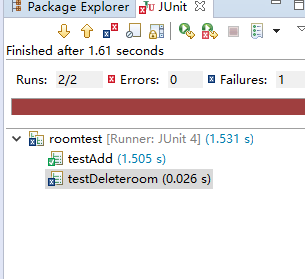 Package Explorer JUnit
Finished after 1.61 seconds
Runs: 2/2 Errors: 0 Failures: 1
roomtest [Runner: JUnit 4] (1.531 s)
testAdd (1.505 s)
testDeleteroom (0.026 s)